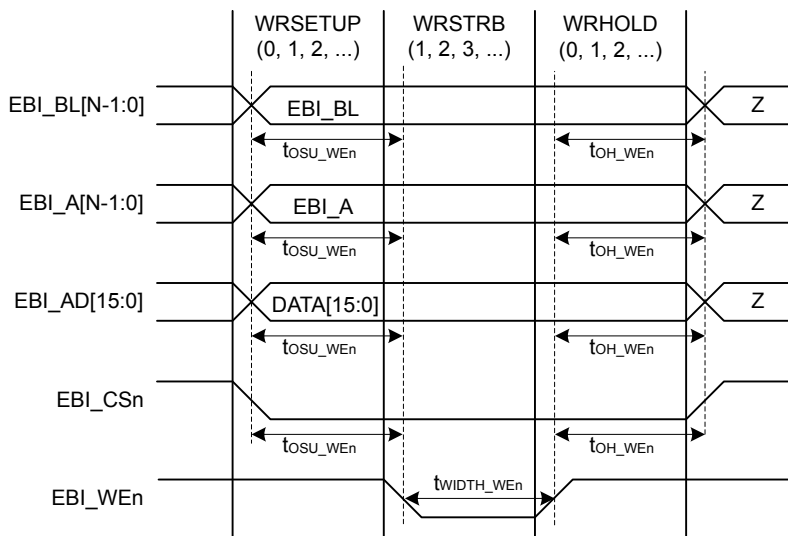 WRSETUP WRSTRB WRHOLD
(0, 1, 2, ...) (1, 2, 3, ...) (0, 1, 2, ...)
EBI_BL[N-1:0] EBI_BL Z
tOSU_WEn tOH_WEn
EBI_A[N-1:0] EBI_A Z
tOSU_WEn tOH_WEn
EBI_AD[15:0] DATA[15:0] Z
tOSU_WEn tOH_WEn
EBI_CSn
tOSU_WEn tOH_WEn
EBI_WEn tWIDTH_WEn